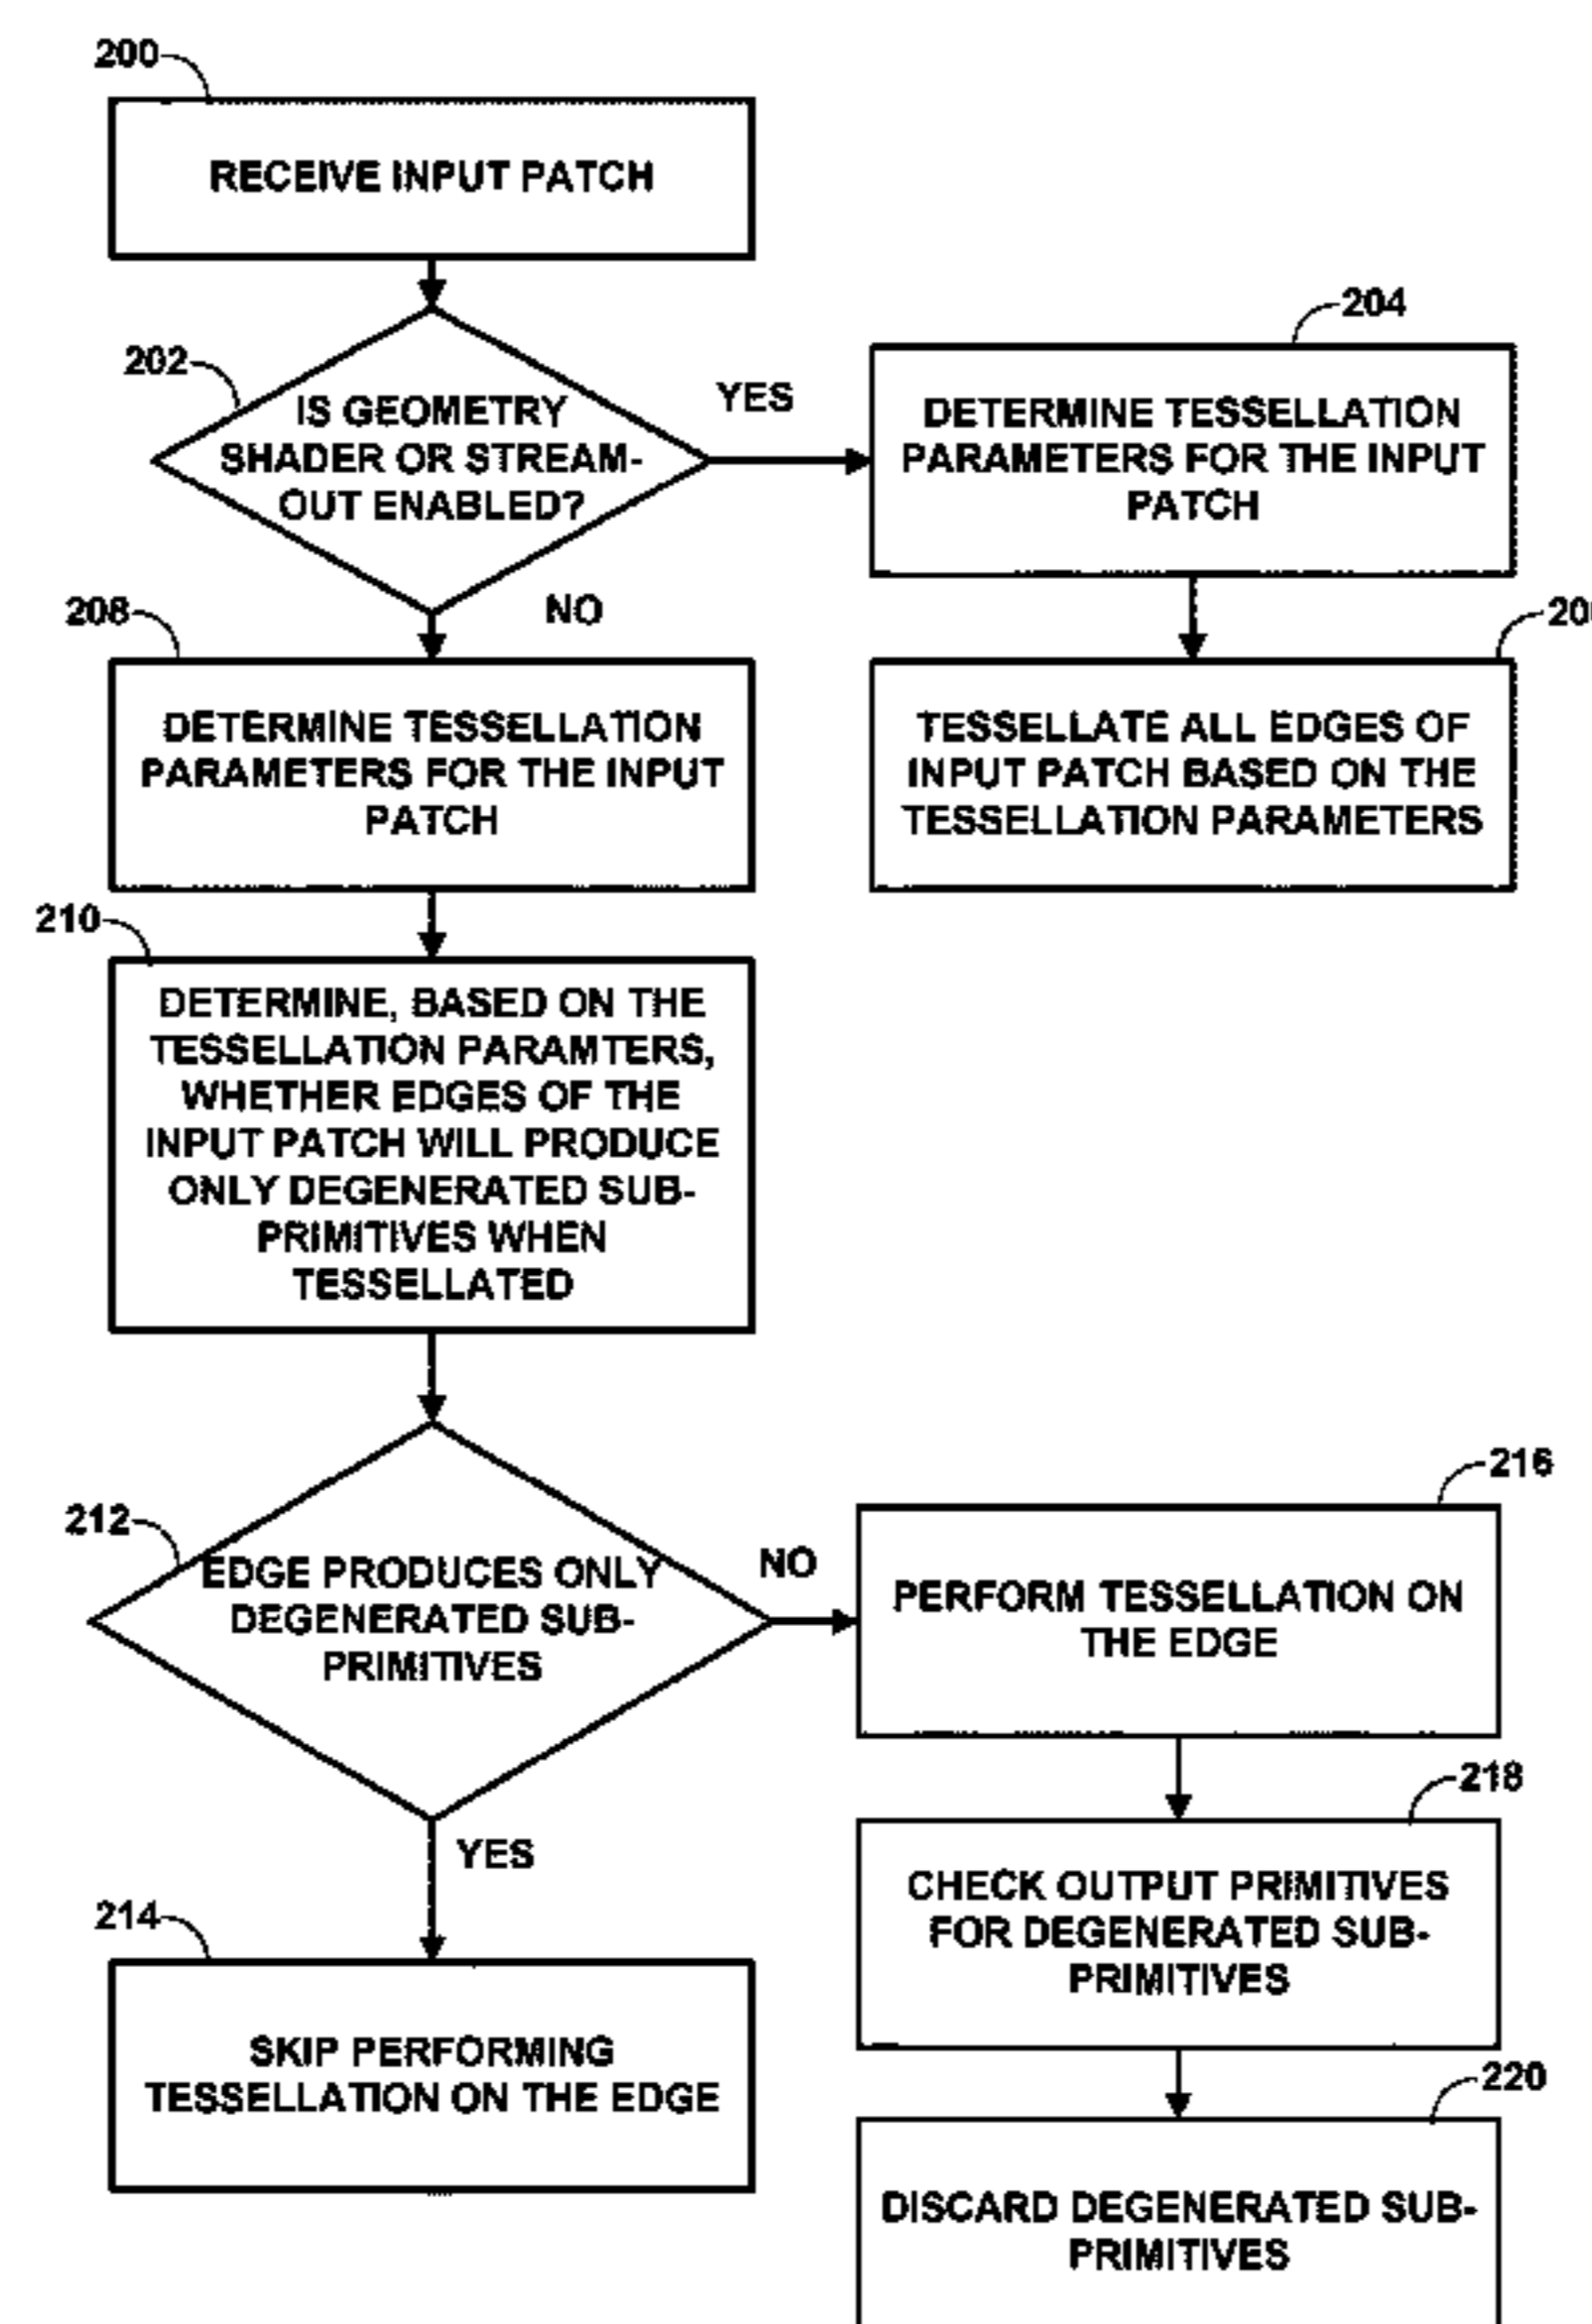 200
RECEIVE INPUT PATCH
202
IS GEOMETRY
SHADER OR STREAM-
OUT ENABLED?
YES
204
DETERMINE TESSELLATION
PARAMETERS FOR THE INPUT
PATCH
NO
208
DETERMINE TESSELLATION
PARAMETERS FOR THE INPUT
PATCH
TESSELLATE ALL EDGES OF
INPUT PATCH BASED ON THE
TESSELLATION PARAMETERS
210
DETERMINE, BASED ON THE
TESSELLATION PARAMTERS,
WHETHER EDGES OF THE
INPUT PATCH WILL PRODUCE
ONLY DEGENERATED SUB-
PRIMITIVES WHEN
TESSELLATED
212
EDGE PRODUCES ONLY
DEGENERATED SUB-
PRIMITIVES
NO
216
PERFORM TESSELLATION ON
THE EDGE
YES
214
SKIP PERFORMING
TESSELLATION ON THE EDGE
218
CHECK OUTPUT PRIMITIVES
FOR DEGENERATED SUB-
PRIMITIVES
220
DISCARD DEGENERATED SUB-
PRIMITIVES